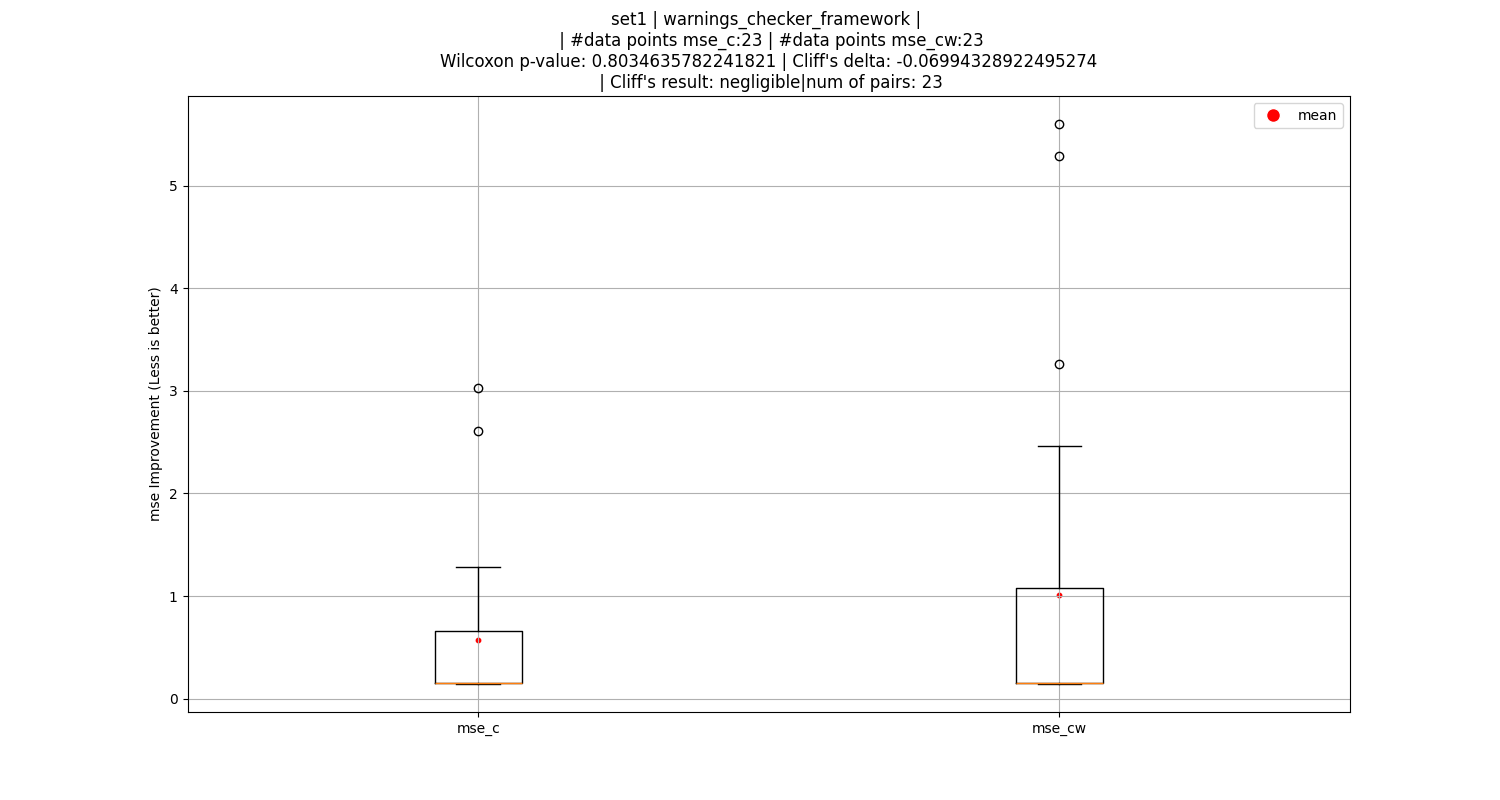 set1 | warnings_checker_framework |
| #data points mse_c:23 | #data points mse_cw:23
Wilcoxon p-value: 0.8034635782241821 | Cliff's delta: -0.06994328922495274
| Cliff's result: negligible|num of pairs: 23
mean
mse Improvement (Less is better)
5
4
3
2
1
0
mse_c
mse_cw